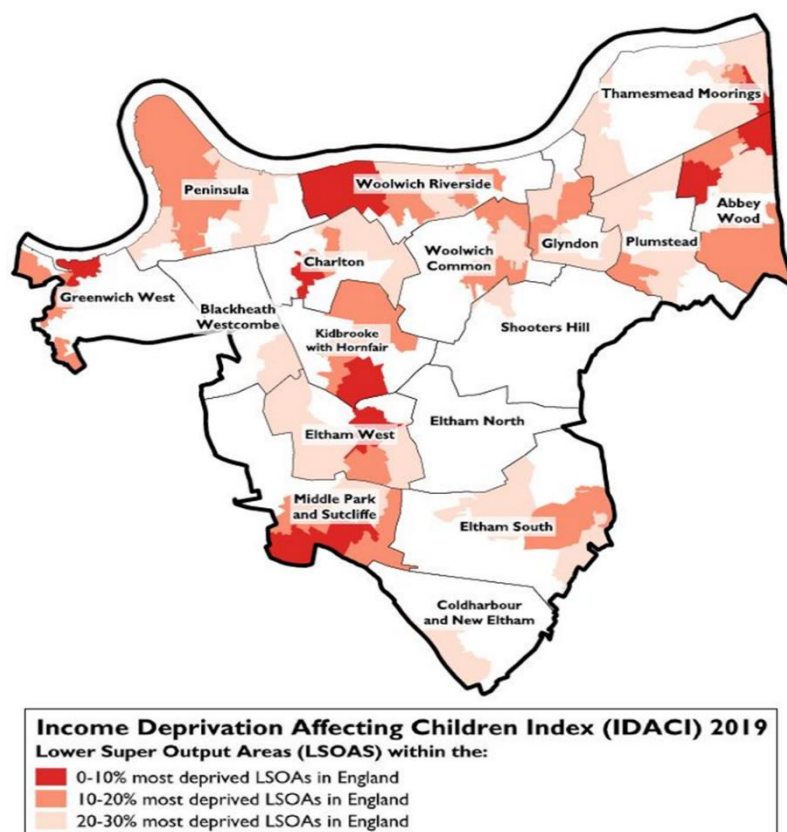 Thamesmead Moorings
Peninsula
Woolwich Riverside
Abbey
Wood
Glyndon
Plumstead
Woolwich
Common
Charlton
Greenwich West
Blackheath
Westcombe
Shooters Hill
Kidbrooke
with Hornfair
Eltham North
Eltham West
Middle Park
and Sutcliffe
Eltham South
Coldharbour
and New Eltham
Income Deprivation Affecting Children Index (IDACI) 2019
Lower Super Output Areas (LSOAS) within the:
0-10% most deprived LSOAs in England
10-20% most deprived LSOAs in England
20-30% most deprived LSOAs in England